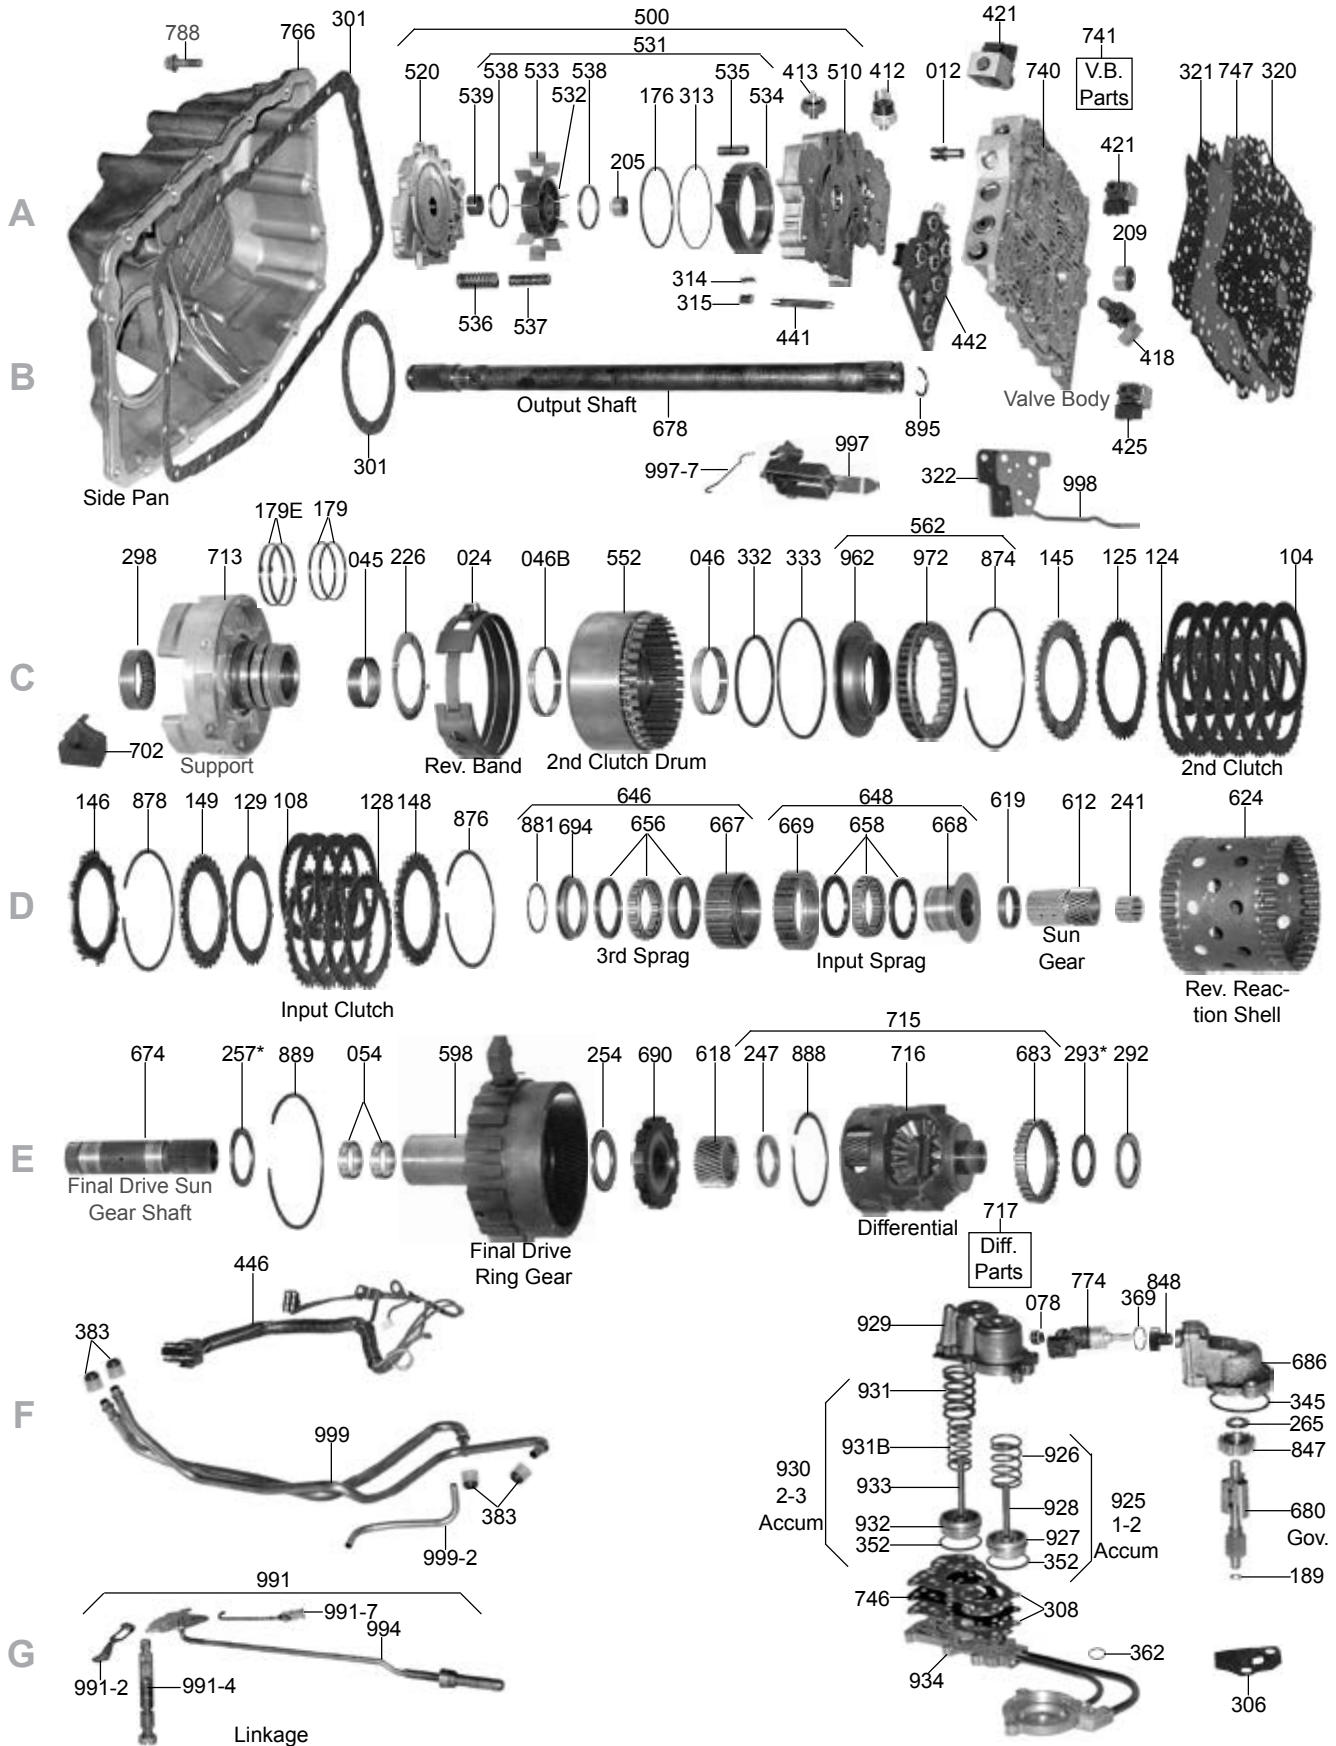 500
788 766 301 531 421 741
V.B.
Parts
520 538 533 538 535 413 510 412 012 740 321 747 320
539 532 176 313 534
205
421
A
209
314
315
536 537 441 442 418
B
Output Shaft
678
895
Valve Body
425
301
997-7 997
322 998
Side Pan
179E 179
562
298 713 045 226 024 046B 552 046 332 333 962 972 874 145 125 124 104
C
702
Support
Rev. Band
2nd Clutch Drum
2nd Clutch
146 878 149 129 108 128 148 876
646 648
881 694 656 667 669 658 668 619 612 241 624
D
3rd Sprag
Input Sprag
Sun
Gear
Input Clutch
Rev. Reac-
tion Shell
715
674 257* 889 054 598 254 690 618 247 888 716 683 293* 292
E
Final Drive Sun
Gear Shaft
Differential
717
Diff.
Parts
Final Drive
Ring Gear
446
078 774 369 848
929
383
686
931
345
265
F
999
931B 926
847
930
2-3
Accum
933
928
925
1-2
Accum
680
Gov.
383
932
927
352
352
999-2
189
991
746
308
991-7
994
G
362
991-2 991-4
934
306
Linkage